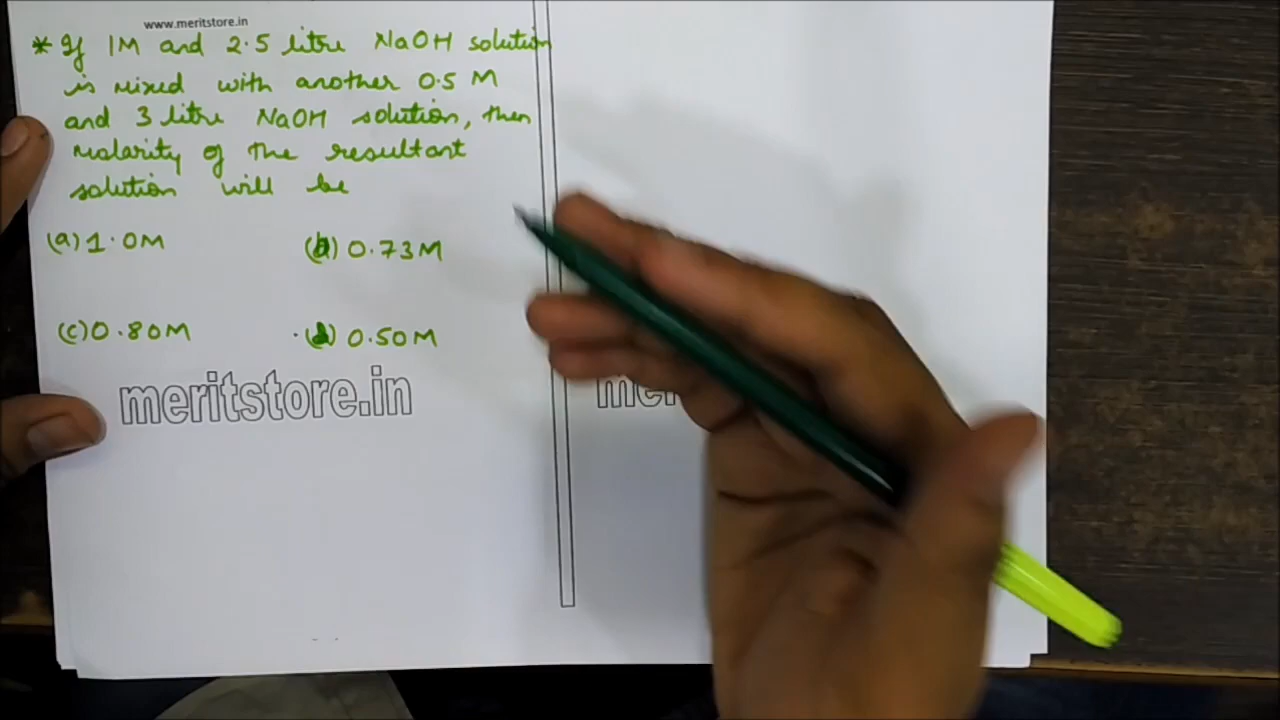 www.meritstore.in
* If 1M and 2.5 litre NaOH solution
is mixed with another 0.5 M
and 3 litre NaOH solution, then
molarity of the resultant
solution will be
(a) 1.0M (b) 0.73M
(c) 0.80M (d) 0.50M
meritstore.in